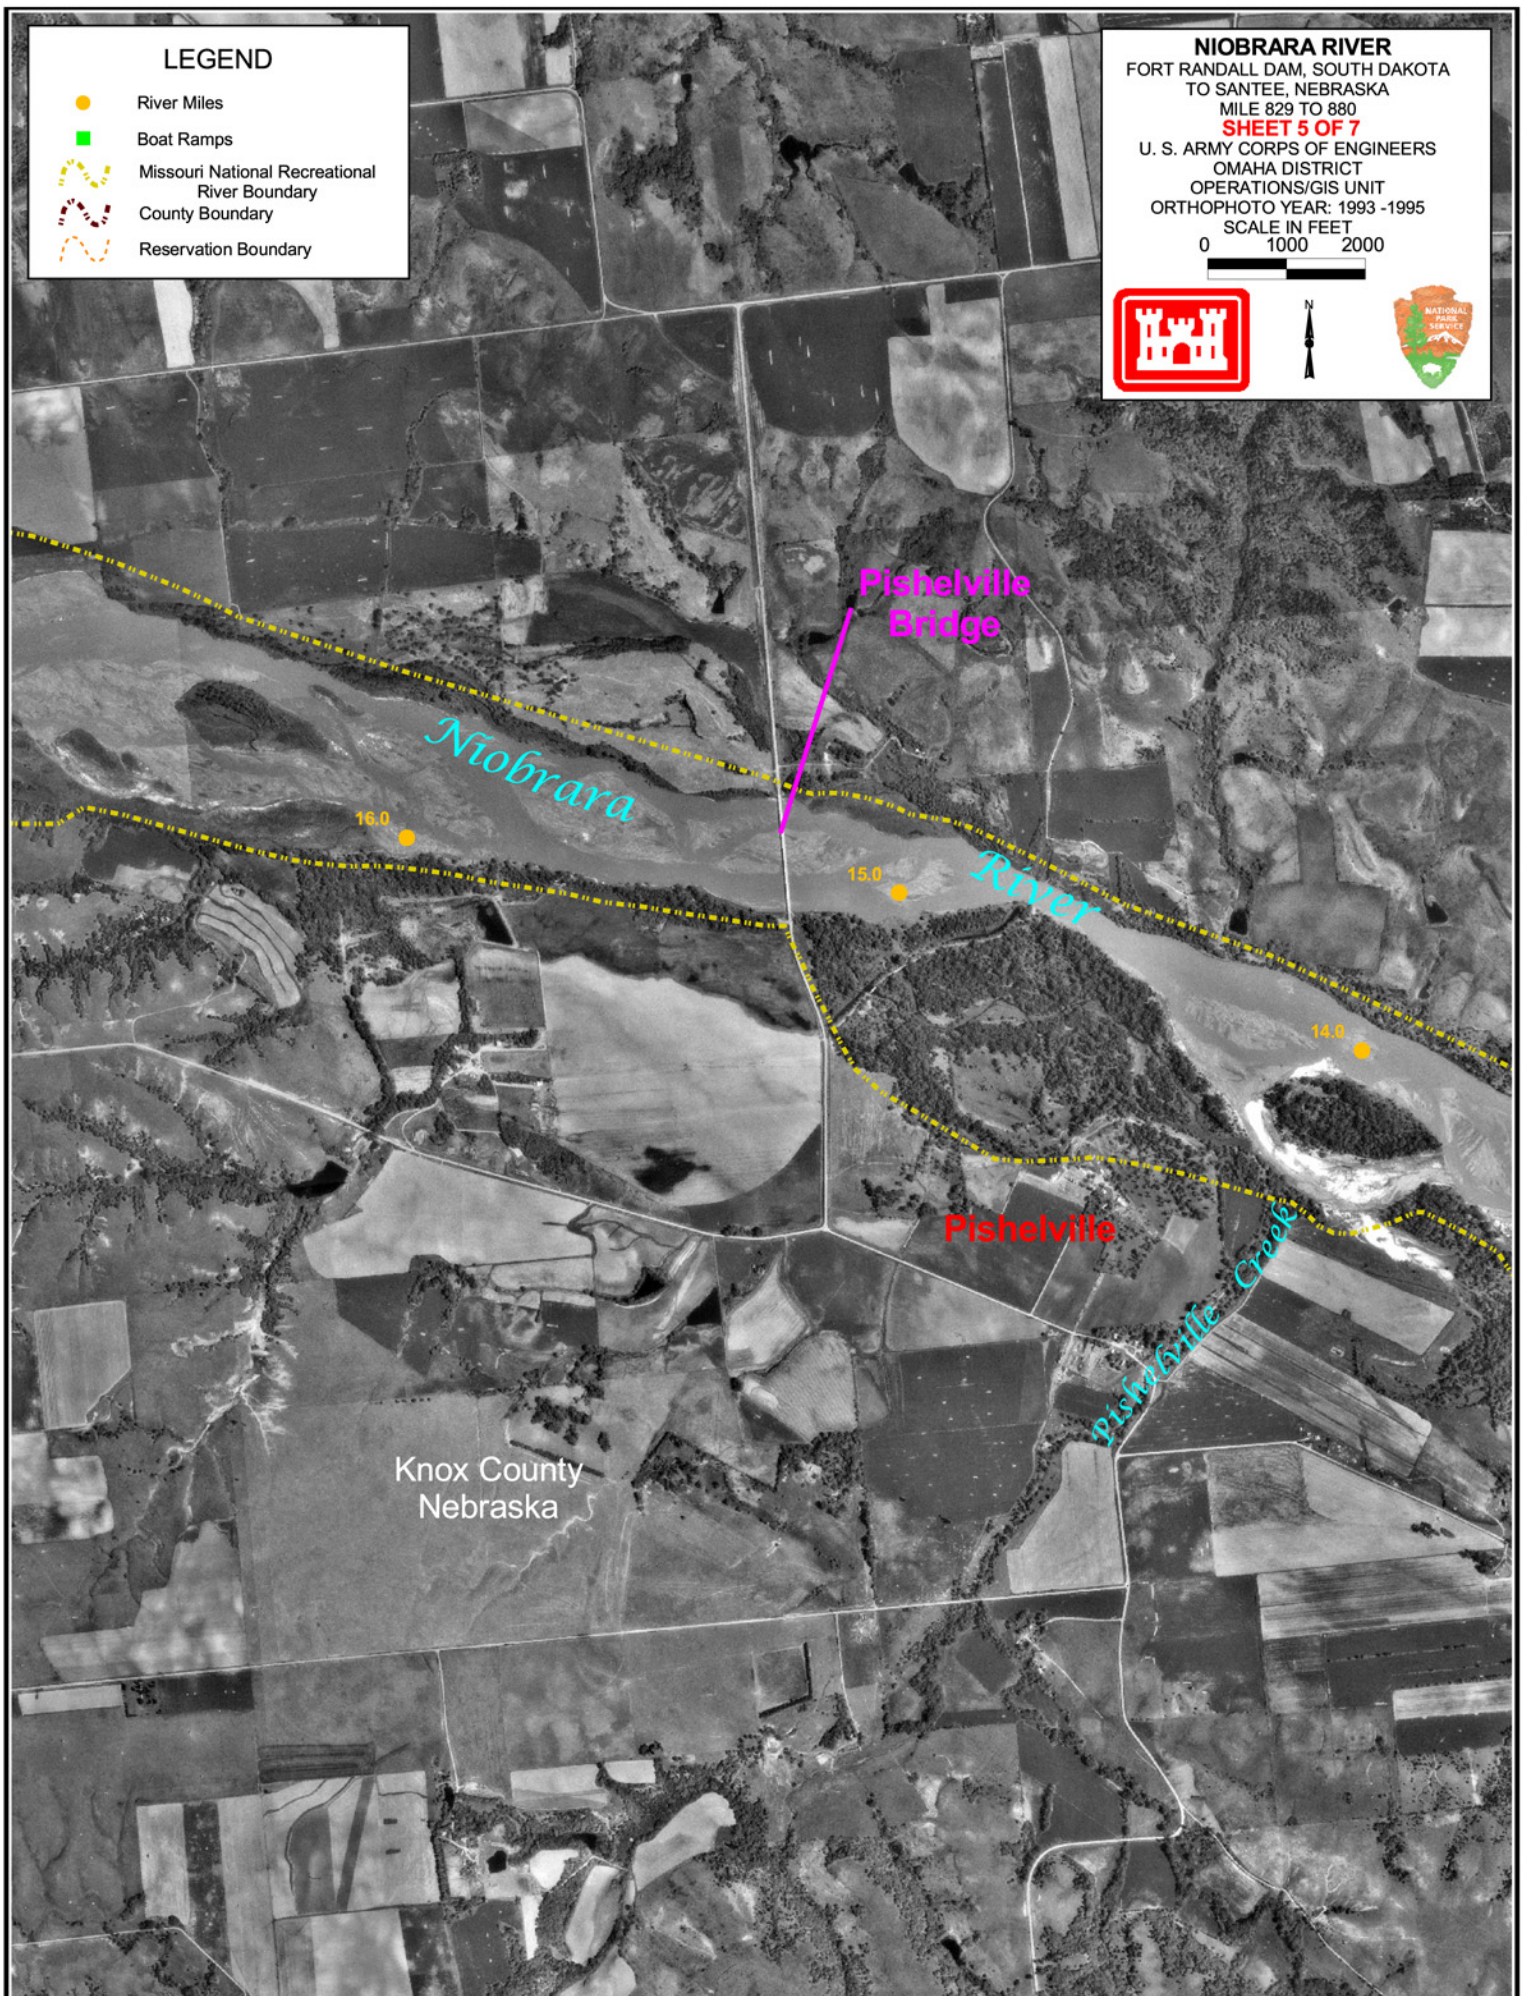 LEGEND
River Miles
Boat Ramps
Missouri National Recreational
River Boundary
County Boundary
Reservation Boundary
NIOBRARA RIVER
FORT RANDALL DAM, SOUTH DAKOTA
TO SANTEE, NEBRASKA
MILE 829 TO 880
SHEET 5 OF 7
U. S. ARMY CORPS OF ENGINEERS
OMAHA DISTRICT
OPERATIONS/GIS UNIT
ORTHOPHOTO YEAR: 1993 -1995
SCALE IN FEET
0 1000 2000
N
NATIONAL
PARK
SERVICE
Pishelville
Bridge
Niobrara
16.0
15.0
River
14.0
Pishelville
Pishelville Creek
Knox County
Nebraska